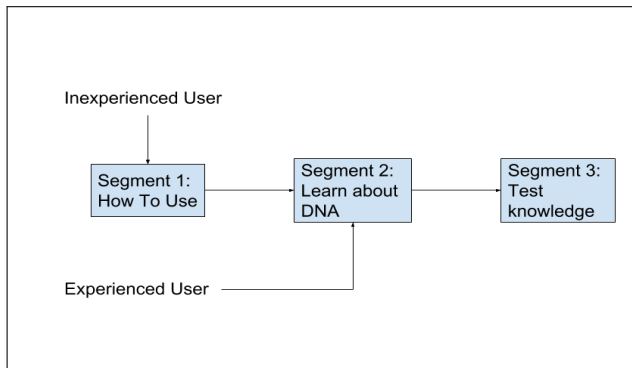 Inexperienced User
Segment 1:
How To Use
Segment 2:
Learn about
DNA
Segment 3:
Test
knowledge
Experienced User